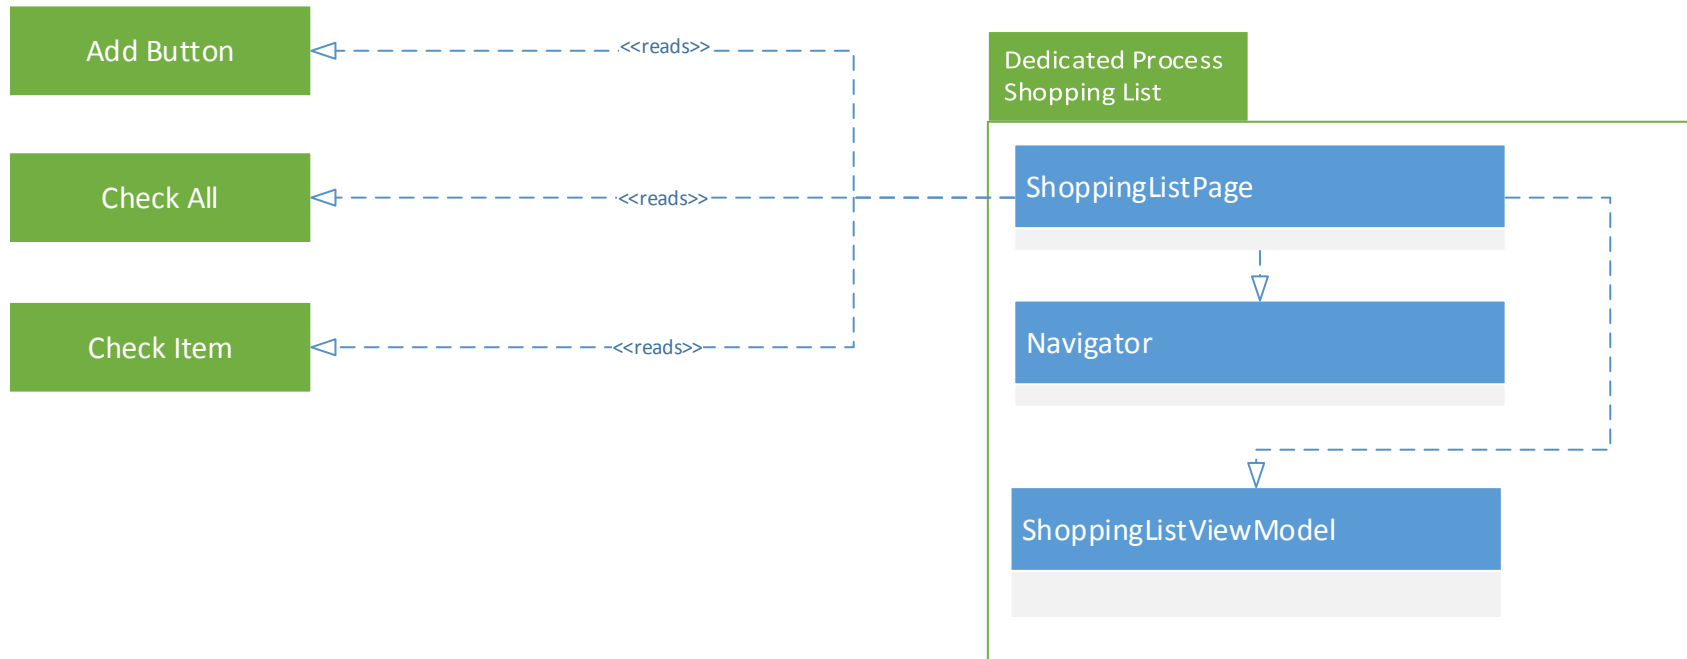 Add Button
<<reads>>
Check All
<<reads>>
Check Item
<<reads>>
Dedicated Process
Shopping List
ShoppingListPage
Navigator
ShoppingListViewModel